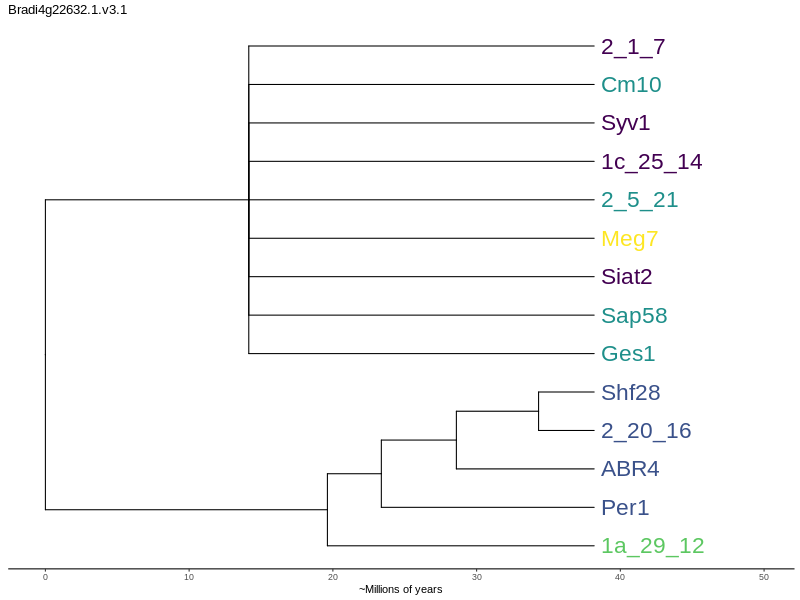 Bradi4g22632.1.v3.1
2_1_7
Cm10
Syv1
1c_25_14
2_5_21
Meg7
Siat2
Sap58
Ges1
Shf28
2_20_16
ABR4
Per1
1a_29_12
0 10 20 30 40 50
~Millions of years